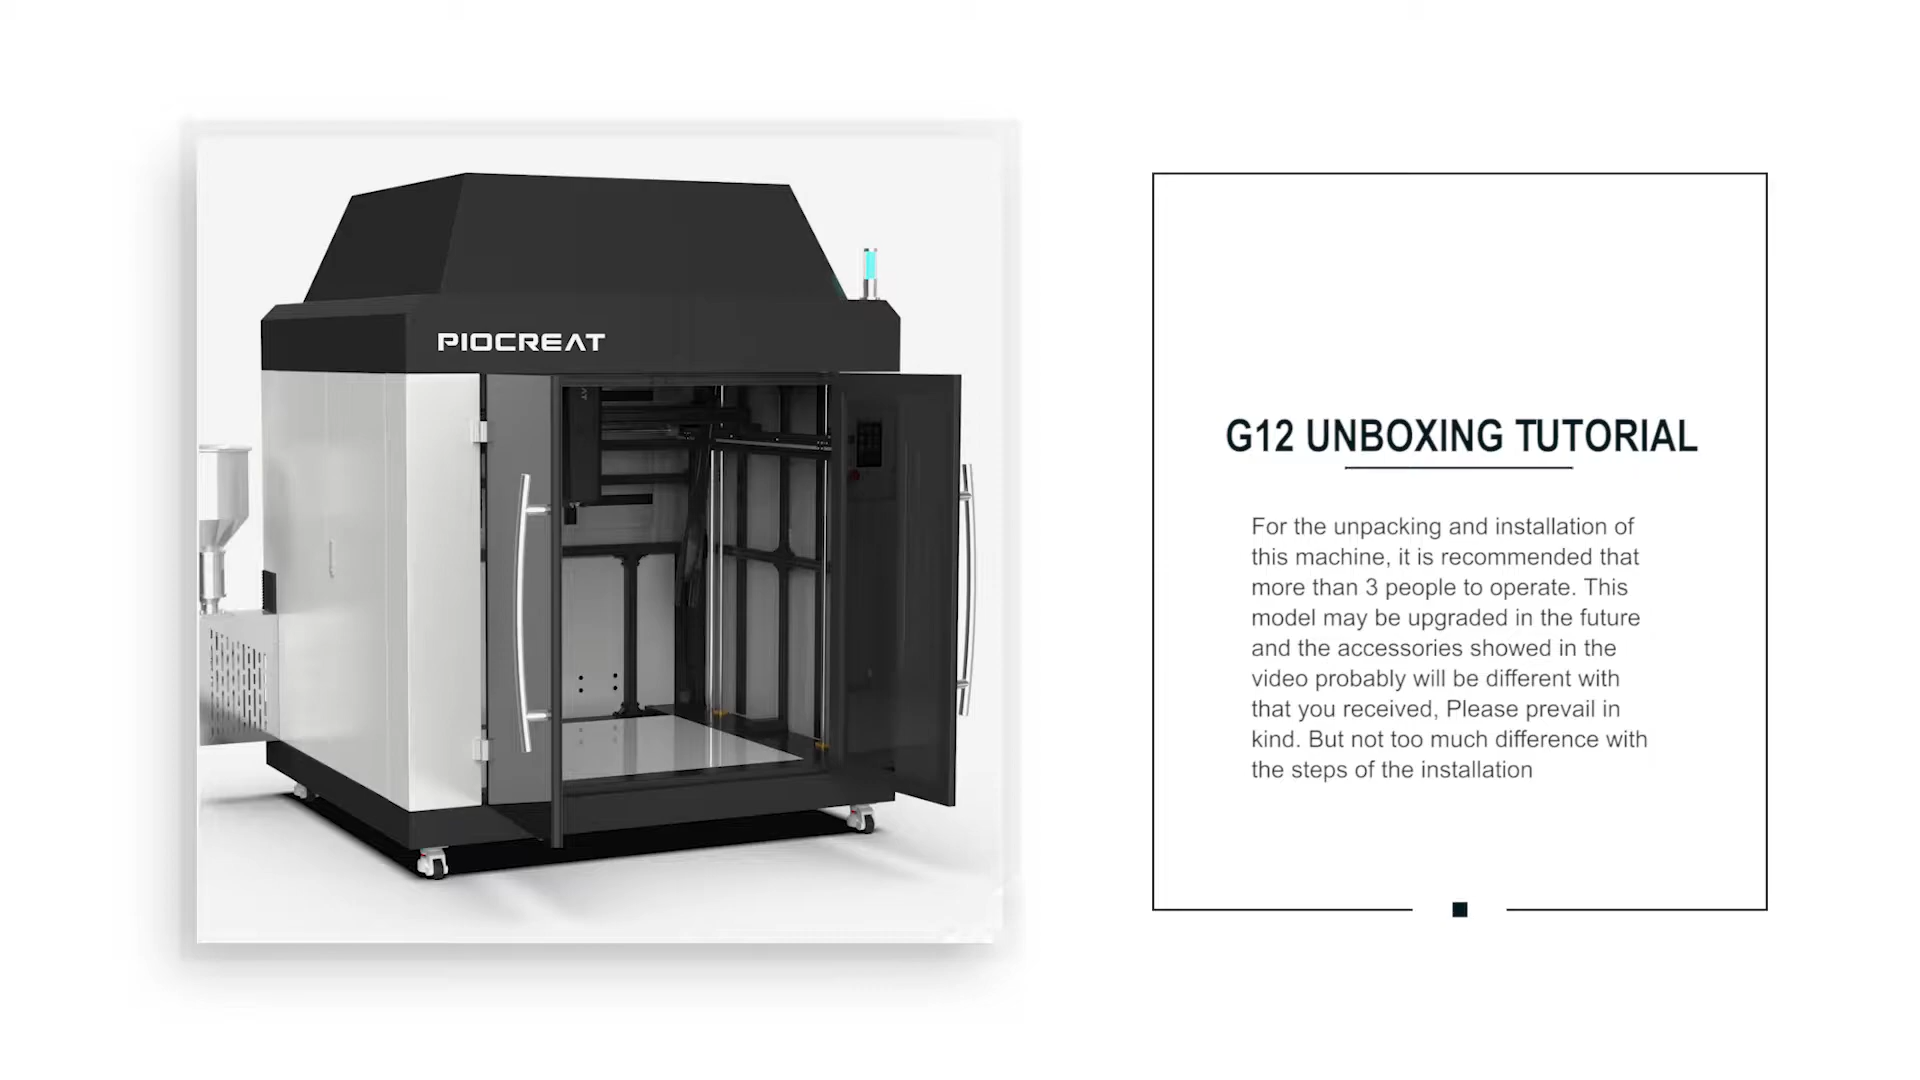 PIOCREAT
G12 UNBOXING TUTORIAL
For the unpacking and installation of
this machine, it is recommended that
more than 3 people to operate. This
model may be upgraded in the future
and the accessories showed in the
video probably will be different with
that you received, Please prevail in
kind. But not too much difference with
the steps of the installation